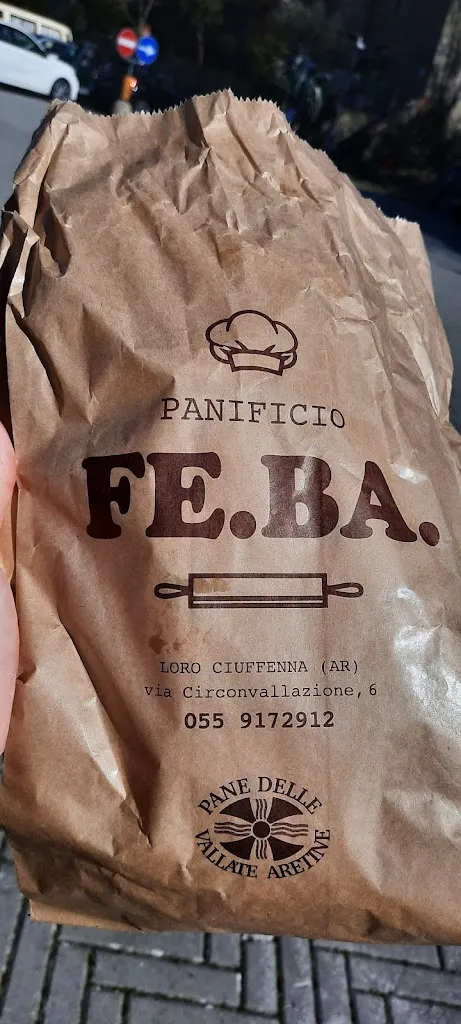 PANIFICIO
FE.BA.
LORO CIUFFENNA (AR)
via Circonvallazione, 6
055 9172912
PANE DELLE
VALLATE ARETINE